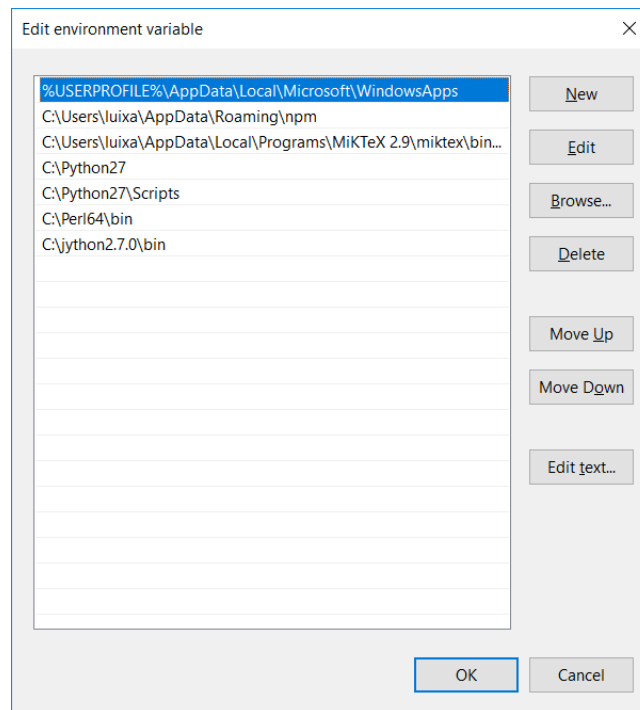 Edit environment variable
%USERPROFILE%\AppData\Local\Microsoft\WindowsApps
C:\Users\luixa\AppData\Roaming\npm
C:\Users\luixa\AppData\Local\Programs\MiKTeX 2.9\miktex\bin...
C:\Python27
C:\Python27\Scripts
C:\Perl64\bin
C:\jython2.7.0\bin
New
Edit
Browse...
Delete
Move Up
Move Down
Edit text...
OK
Cancel